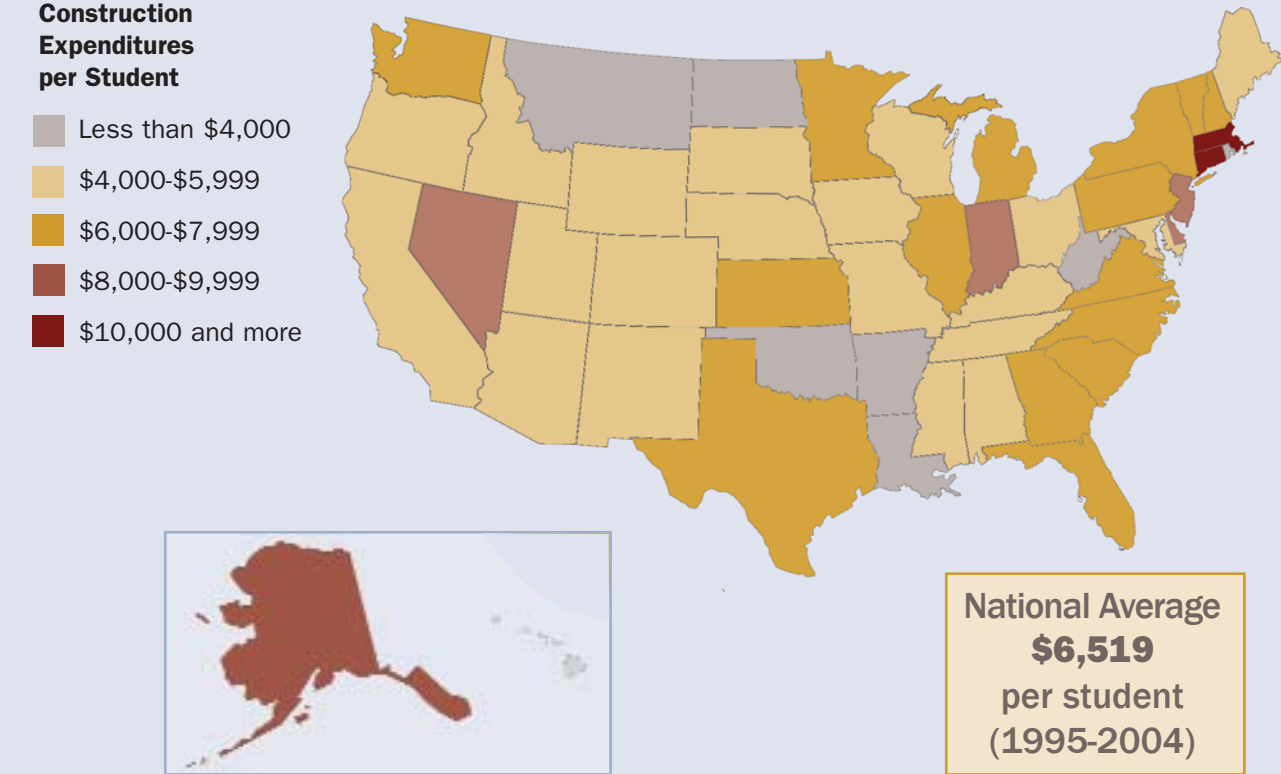 Construction
Expenditures
per Student
Less than $4,000
$4,000-$5,999
$6,000-$7,999
$8,000-$9,999
$10,000 and more
National Average
$6,519
per student
(1995-2004)